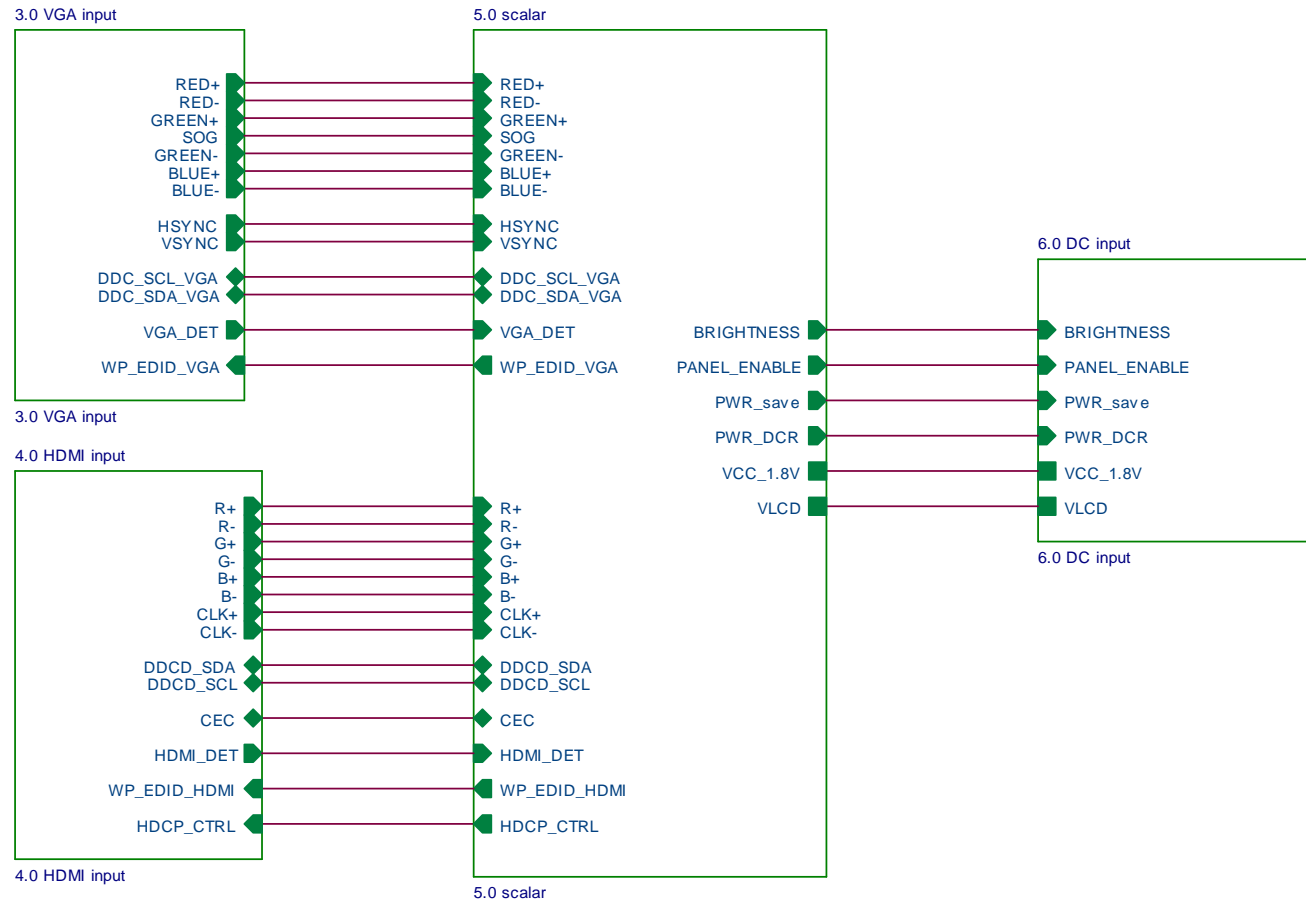 3.0 VGA input
RED+
RED-
GREEN+
SOG
GREEN-
BLUE+
BLUE-
HSYNC
VSYNC
DDC_SCL_VGA
DDC_SDA_VGA
VGA_DET
WP_EDID_VGA
3.0 VGA input
4.0 HDMI input
R+
R-
G+
G-
B+
B-
CLK+
CLK-
DDCD_SDA
DDCD_SCL
CEC
HDMI_DET
WP_EDID_HDMI
HDCP_CTRL
4.0 HDMI input
5.0 scalar
RED+
RED-
GREEN+
SOG
GREEN-
BLUE+
BLUE-
HSYNC
VSYNC
DDC_SCL_VGA
DDC_SDA_VGA
VGA_DET
WP_EDID_VGA
R+
R-
G+
G-
B+
B-
CLK+
CLK-
DDCD_SDA
DDCD_SCL
CEC
HDMI_DET
WP_EDID_HDMI
HDCP_CTRL
BRIGHTNESS
PANEL_ENABLE
PWR_save
PWR_DCR
VCC_1.8V
VLCD
5.0 scalar
6.0 DC input
BRIGHTNESS
PANEL_ENABLE
PWR_save
PWR_DCR
VCC_1.8V
VLCD
6.0 DC input